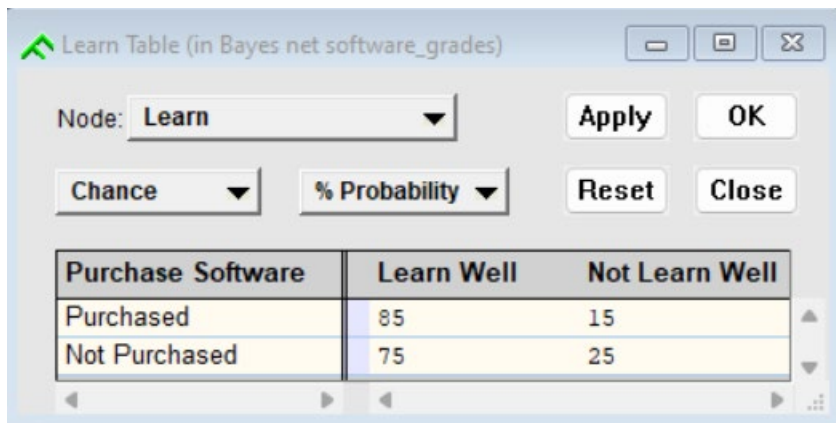 Learn Table (in Bayes net software_grades)
Node: Learn Apply OK
Chance % Probability Reset Close
Purchase Software Learn Well Not Learn Well
Purchased 85 15
Not Purchased 75 25